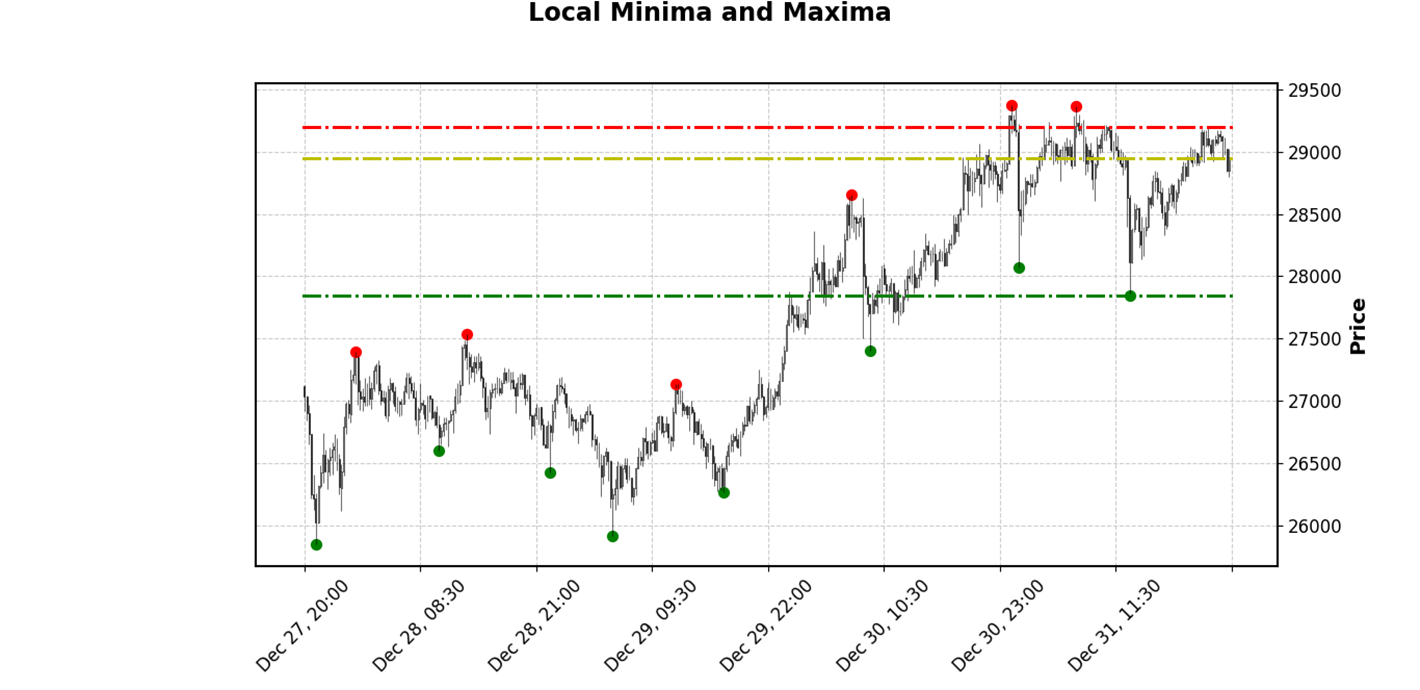 Local Minima and Maxima
29500
29000
28500
28000
27500
27000
26500
26000
Price
Dec 27, 20:00
Dec 28, 08:30
Dec 28, 21:00
Dec 29, 09:30
Dec 29, 22:00
Dec 30, 10:30
Dec 30, 23:00
Dec 31, 11:30